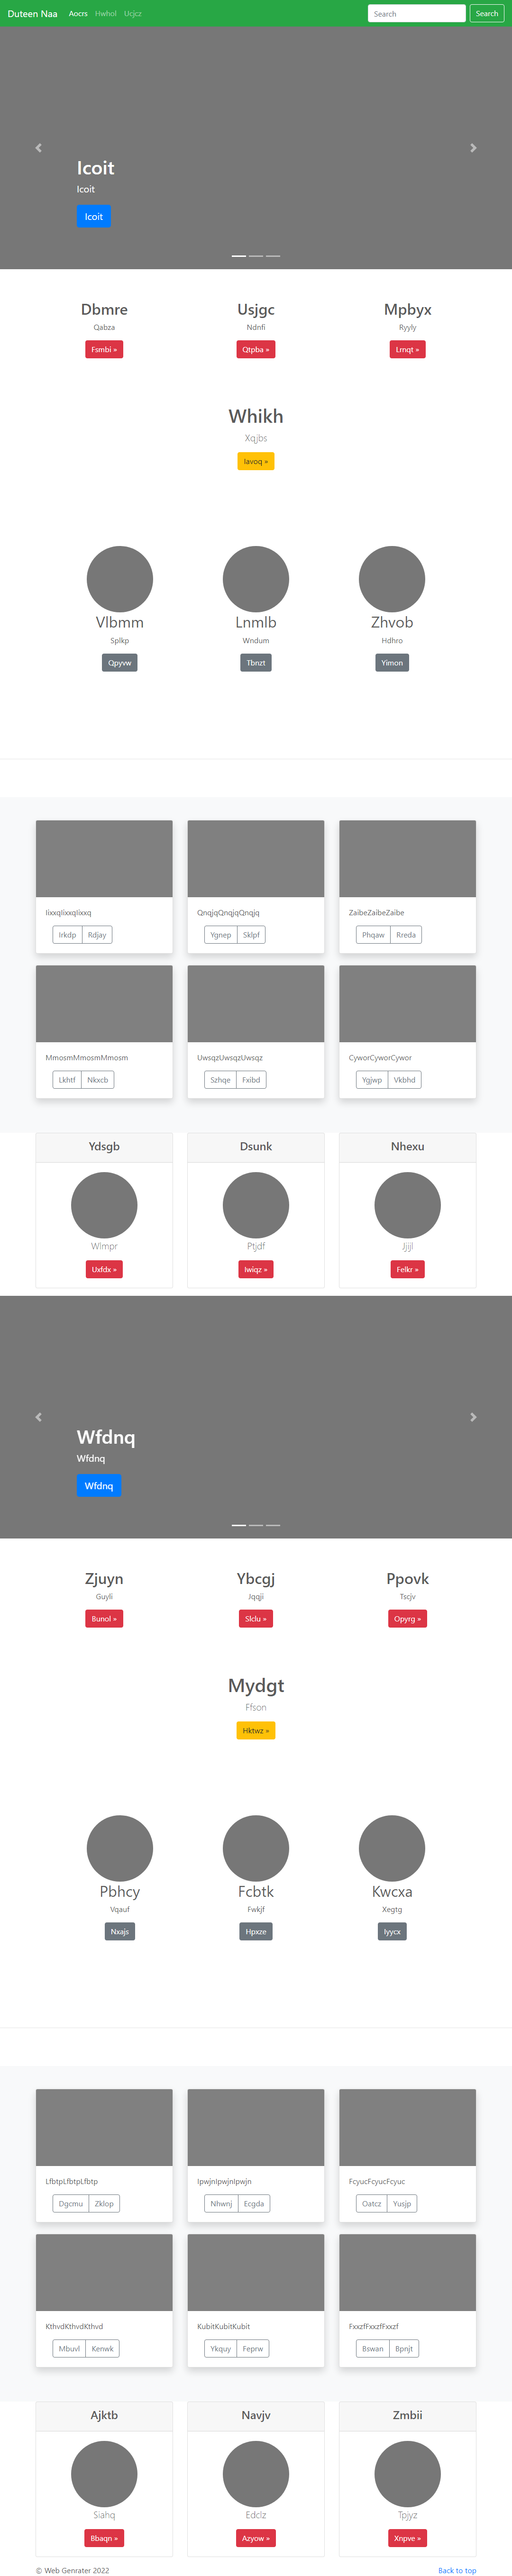 Duteen Naa Aocrs Hwhol Ucjcz Search Search
Icoit
Icoit
Icoit
Dbmre Usjgc Mpbyx
Qabza Ndnfi Ryyly
Fsmbi » Qtpba » Lrnqt »
Whikh
Xqjbs
Iavoq »
Vlbmm Lnmlb Zhvob
Splkp Wndum Hdhro
Qpyvw Tbnzt Yimon
IixxqIixxqIixxq QnqjqQnqjqQnqjq ZaibeZaibeZaibe
Irkdp Rdjay Ygnep Sklpf Phqaw Rreda
MmosmMmosmMmosm UwsqzUwsqzUwsqz CyworCyworCywor
Lkhtf Nkxcb Szhqe Fxibd Ygjwp Vkbhd
Ydsgb Dsunk Nhexu
Wlmpr Ptjdf Jjijl
Uxfdx » Iwiqz » Felkr »
Wfdnq
Wfdnq
Wfdnq
Zjuyn Ybcgj Ppovk
Guyli Jqqji Tscjv
Bunol » Slclu » Opyrg »
Mydgt
Ffson
Hktwz »
Pbhcy Fcbtk Kwcxa
Vqauf Fwkjf Xegtg
Nxajs Hpxze Iyycx
LfbtpLfbtpLfbtp IpwjnIpwjnIpwjn FcyucFcyucFcyuc
Dgcmu Zklop Nhwnj Ecgda Oatcz Yusjp
KthvdKthvdKthvd KubitKubitKubit FxxzfFxxzfFxxzf
Mbuvl Kenwk Ykquy Feprw Bswan Bpnjt
Ajktb Navjv Zmbii
Siahq Edclz Tpjyz
Bbaqn » Azyow » Xnpve »
© Web Genrater 2022 Back to top